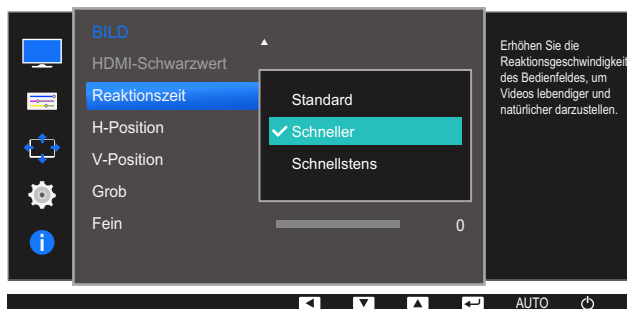 BILD
HDMI-Schwarzwert
Reaktionszeit
H-Position
V-Position
Grob
Fein
0
Standard
Schneller
Schnellstens
Erhöhen Sie die
Reaktionsgeschwindigkeit
des Bedienfeldes, um
Videos lebendiger und
natürlicher darzustellen.
AUTO